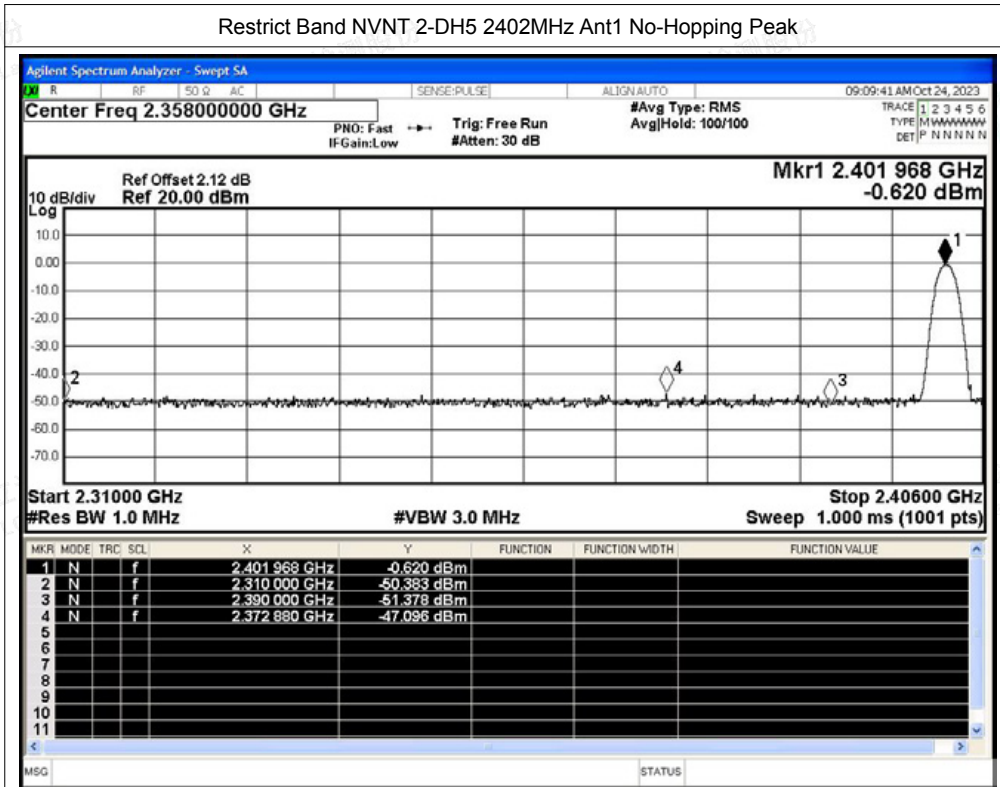 Restrict Band NVNT 2-DH5 2402MHz Ant1 No-Hopping Peak
Agilent Spectrum Analyzer - Swept SA
R RF 50 Ω AC SENSE:PULSE ALIGN AUTO 09:09:41 AM Oct 24, 2023
Center Freq 2.358000000 GHz #Avg Type: RMS TRACE 1 2 3 4 5 6
PNO: Fast Trig: Free Run Avg|Hold: 100/100 TYPE M
IFGain:Low #Atten: 30 dB DET P N N N N N
Mkr1 2.401 968 GHz
-0.620 dBm
Ref Offset 2.12 dB
10 dB/div Ref 20.00 dBm
Log
10.0
0.00
-10.0
-20.0
-30.0
-40.0
-50.0
-60.0
-70.0
1
2
4
3
Start 2.31000 GHz Stop 2.40600 GHz
#Res BW 1.0 MHz #VBW 3.0 MHz Sweep 1.000 ms (1001 pts)
MKR MODE TRC SCL X Y FUNCTION FUNCTION WIDTH FUNCTION VALUE
1 N f 2.401 968 GHz -0.620 dBm
2 N f 2.310 000 GHz -50.383 dBm
3 N f 2.390 000 GHz -51.378 dBm
4 N f 2.372 880 GHz -47.096 dBm
5
6
7
8
9
10
11
MSG STATUS